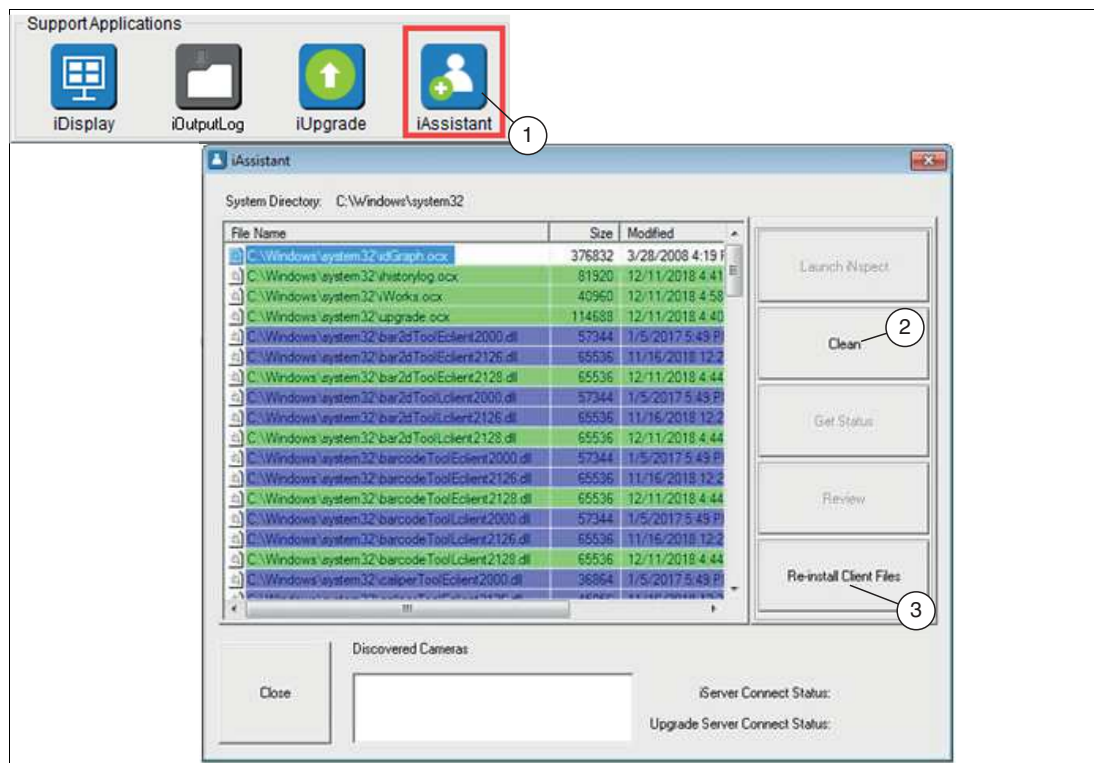 Support Applications
iDisplay iOutputLog iUpgrade iAssistant
1
iAssistant
System Directory: C:\Windows\system32
File Name Size Modified
C:\Windows\system32\idGraph.ocx 376832 3/28/2008 4:19
C:\Windows\system32\ihistorylog.ocx 81920 12/11/2018 4:41
C:\Windows\system32\iWorks.ocx 40960 12/11/2018 4:58
C:\Windows\system32\upgrade.ocx 114688 12/11/2018 4:40
C:\Windows\system32\bar2dToolEclient2000.dll 57344 1/5/2017 5:49 P
C:\Windows\system32\bar2dToolEclient2126.dll 65536 11/16/2018 12:2
C:\Windows\system32\bar2dToolEclient2128.dll 65536 12/11/2018 4:44
C:\Windows\system32\bar2dToolLclient2000.dll 57344 1/5/2017 5:49 P
C:\Windows\system32\bar2dToolLclient2126.dll 65536 11/16/2018 12:2
C:\Windows\system32\bar2dToolLclient2128.dll 65536 12/11/2018 4:44
C:\Windows\system32\barcodeToolEclient2000.dll 57344 1/5/2017 5:49 P
C:\Windows\system32\barcodeToolEclient2126.dll 65536 11/16/2018 12:2
C:\Windows\system32\barcodeToolEclient2128.dll 65536 12/11/2018 4:44
C:\Windows\system32\barcodeToolLclient2000.dll 57344 1/5/2017 5:49 P
C:\Windows\system32\barcodeToolLclient2126.dll 65536 11/16/2018 12:2
C:\Windows\system32\barcodeToolLclient2128.dll 65536 12/11/2018 4:44
C:\Windows\system32\caliperToolEclient2000.dll 36864 1/5/2017 5:49 P
Launch iNspect
Clean
2
Get Status
Review
Re-install Client Files
3
Close
Discovered Cameras
iServer Connect Status:
Upgrade Server Connect Status: